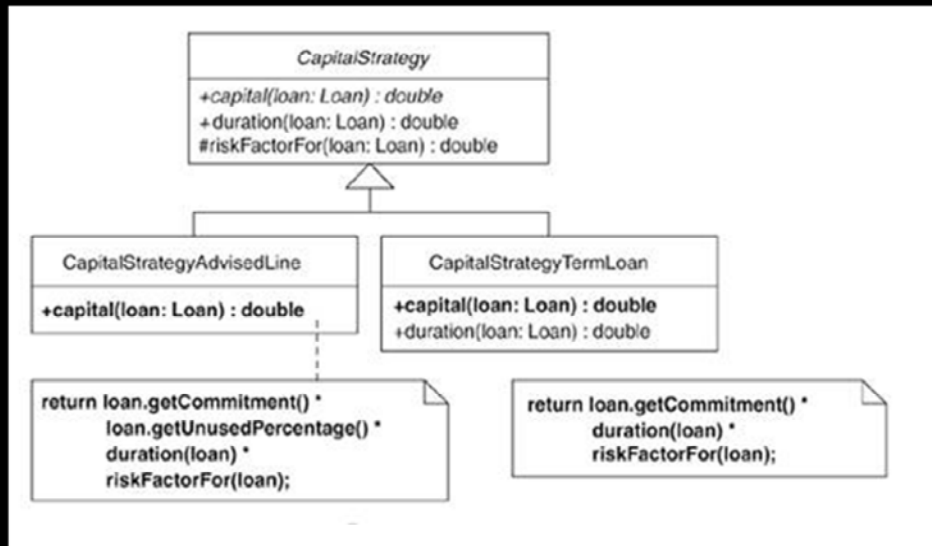 CapitalStrategy
+capital(loan: Loan) : double
+duration(loan: Loan) : double
#riskFactorFor(loan: Loan) : double
CapitalStrategyAdvisedLine
+capital(loan: Loan) : double
CapitalStrategyTermLoan
+capital(loan: Loan) : double
+duration(loan: Loan) : double
return loan.getCommitment() *
loan.getUnusedPercentage() *
duration(loan) *
riskFactorFor(loan);
return loan.getCommitment() *
duration(loan) *
riskFactorFor(loan);